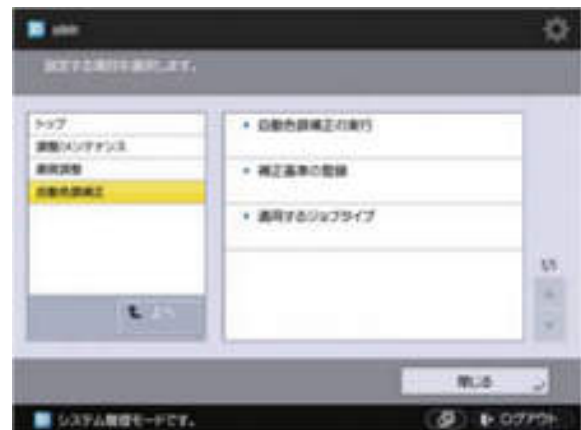 設定する項目を選択します。
トップ
調整/メンテナンス
画質調整
自動色調補正
上へ
自動色調補正の実行
補正基準の登録
適用するジョブタイプ
1/1
閉じる
システム管理モードです。
ログアウト